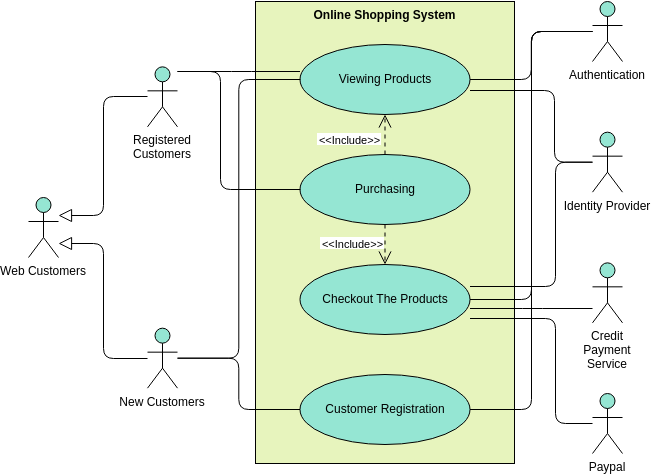 Online Shopping System
Viewing Products
Authentication
<<Include>>
Registered
Customers
Purchasing
Identity Provider
<<Include>>
Web Customers
Checkout The Products
Credit
Payment
Service
New Customers
Customer Registration
Paypal